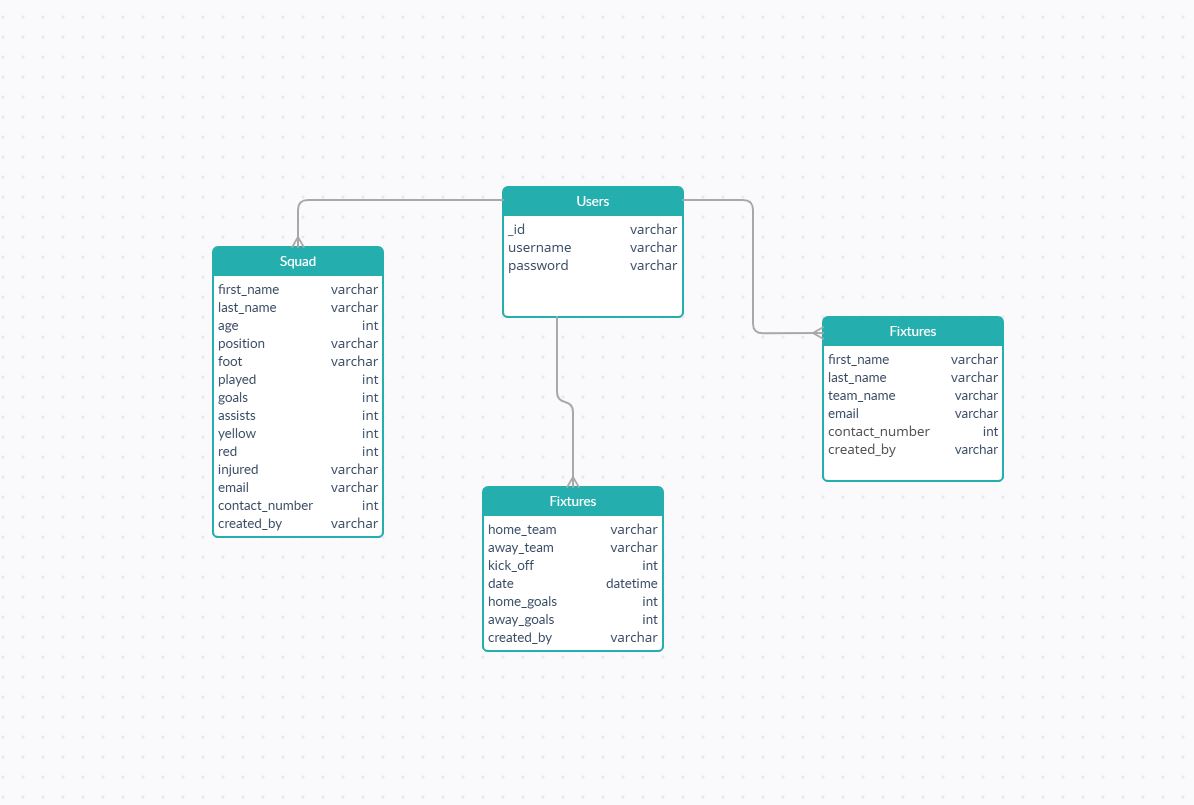 Users
_id varchar
username varchar
password varchar
Squad
first_name varchar
last_name varchar
age int
position varchar
foot varchar
played int
goals int
assists int
yellow int
red int
injured varchar
email varchar
contact_number int
created_by varchar
Fixtures
first_name varchar
last_name varchar
team_name varchar
email varchar
contact_number int
created_by varchar
Fixtures
home_team varchar
away_team varchar
kick_off int
date datetime
home_goals int
away_goals int
created_by varchar